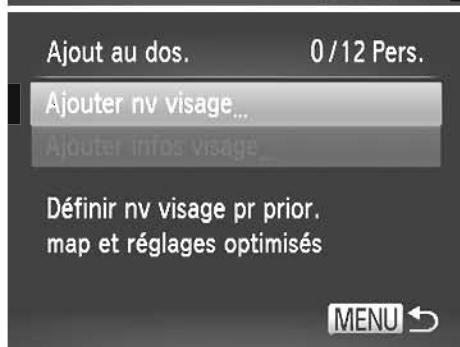 Ajout au dos. 0/12 Pers.
Ajouter nv visage...
Ajouter infos visage...
Définir nv visage pr prior.
map et réglages optimisés
MENU